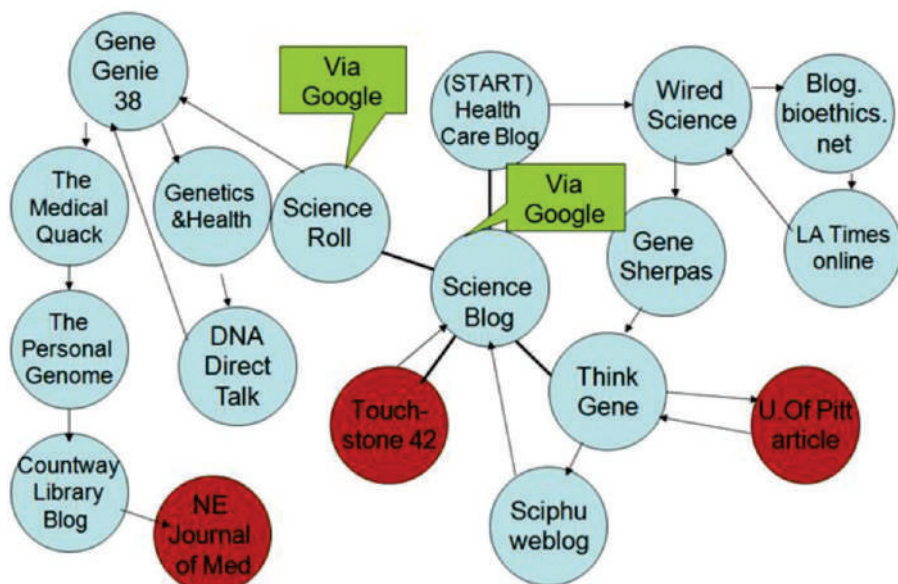 Gene
Genie
38
Via
Google
(START)
Health
Care Blog
Wired
Science
Blog.
bioethics.
net
The
Medical
Quack
Genetics
&Health
Science
Roll
Via
Google
Gene
Sherpas
LA Times
online
Science
Blog
The
Personal
Genome
DNA
Direct
Talk
Touch-
stone 42
Think
Gene
U.Of Pitt
article
Countway
Library
Blog
NE
Journal
of Med
Sciphu
weblog